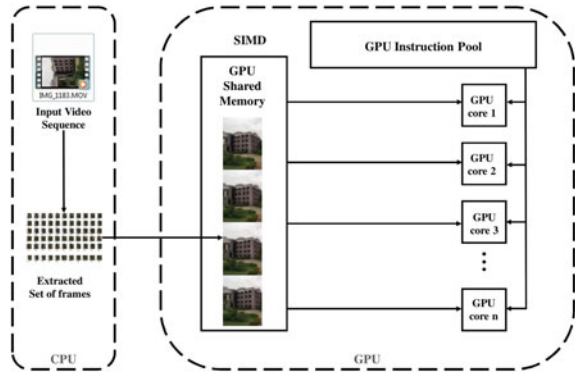 IMG_1183.MOV
Input Video
Sequence
Extracted
Set of frames
CPU
SIMD
GPU
Shared
Memory
GPU Instruction Pool
GPU
core 1
GPU
core 2
GPU
core 3
GPU
core n
GPU